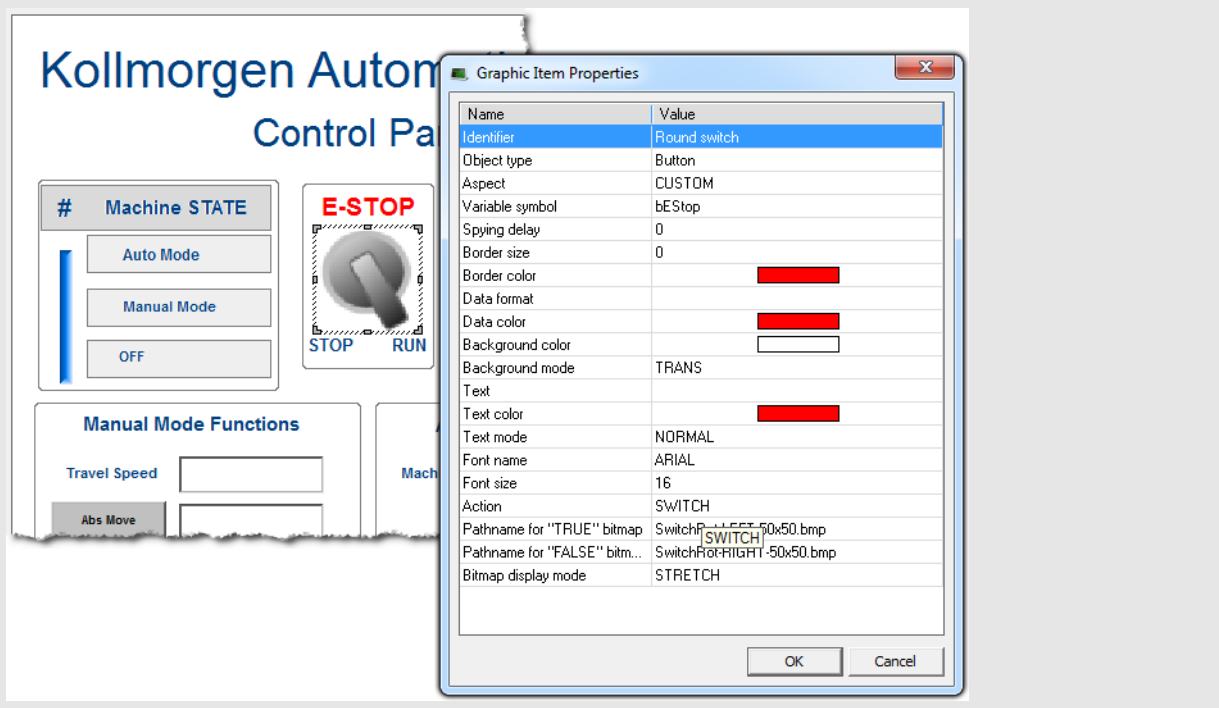 Kollmorgen Autom
Control Pa
# Machine STATE
Auto Mode
Manual Mode
OFF
E-STOP
STOP RUN
Manual Mode Functions
Travel Speed
Abs Move
Mach
Graphic Item Properties
Name Value
Identifier Round switch
Object type Button
Aspect CUSTOM
Variable symbol bEStop
Spying delay 0
Border size 0
Border color
Data format
Data color
Background color
Background mode TRANS
Text
Text color
Text mode NORMAL
Font name ARIAL
Font size 16
Action SWITCH
Pathname for "TRUE" bitmap SwitchRot-LEFT-50x50.bmp
SWITCH
Pathname for "FALSE" bitm... SwitchRot-RIGHT-50x50.bmp
Bitmap display mode STRETCH
OK Cancel